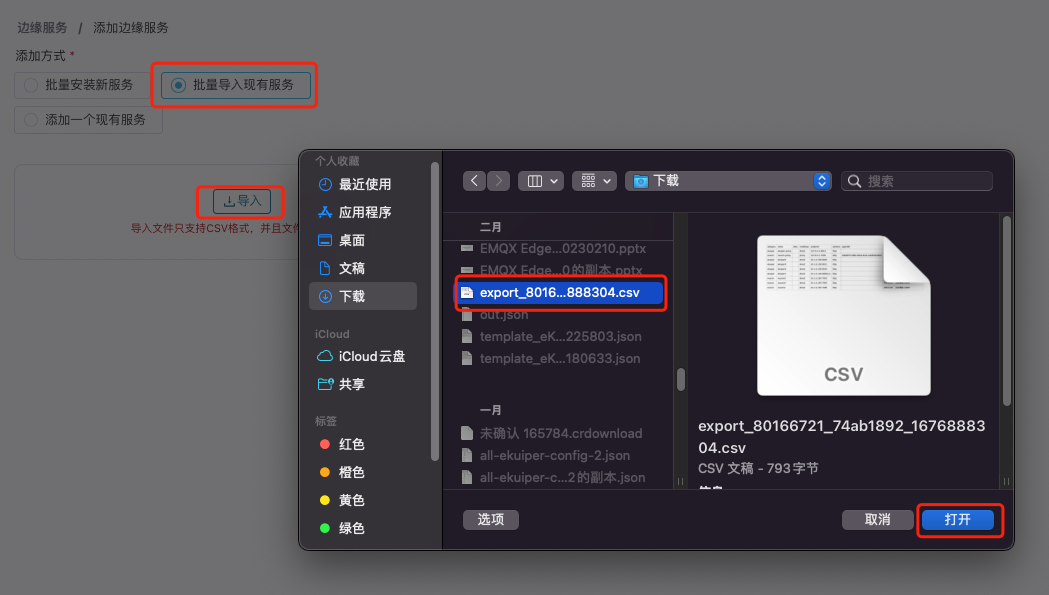 边缘服务 / 添加边缘服务
添加方式 *
批量安装新服务
批量导入现有服务
添加一个现有服务
导入
导入文件只支持CSV格式，并且文件
个人收藏
最近使用
应用程序
桌面
文稿
下载
iCloud
iCloud云盘
共享
标签
红色
橙色
黄色
绿色
下载
搜索
二月
EMQX Edge...0230210.pptx
EMQX Edge...0的副本.pptx
export_8016...888304.csv
out.json
template_eK...225803.json
template_eK...180633.json
一月
未确认 165784.crdownload
all-ekuiper-config-2.json
all-ekuiper-c...2的副本.json
CSV
export_80166721_74ab1892_16768883
04.csv
CSV 文稿 - 793字节
选项
取消
打开